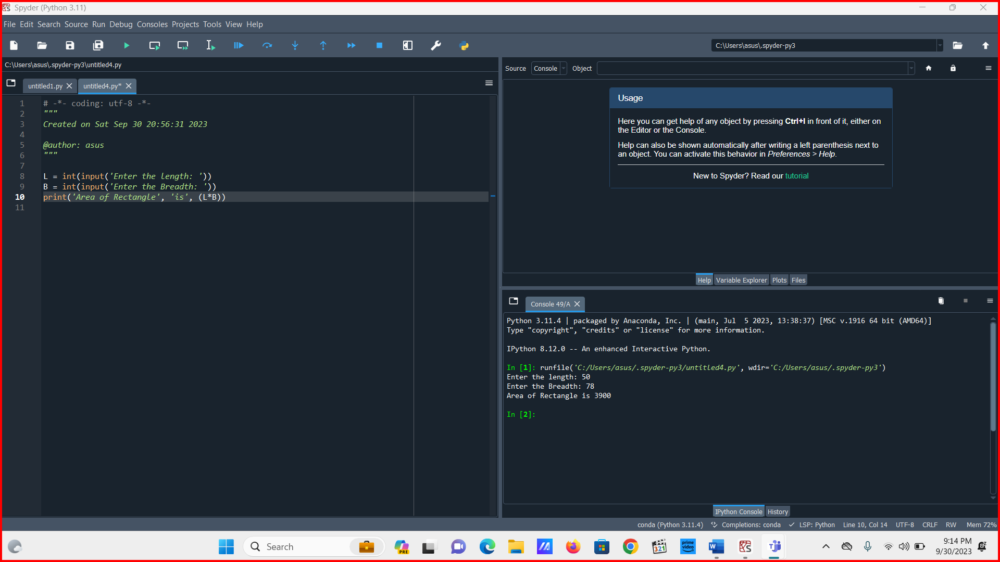 Spyder (Python 3.11)
File Edit Search Source Run Debug Consoles Projects Tools View Help
C:\Users\asus\.spyder-py3
C:\Users\asus\.spyder-py3\untitled4.py
untitled1.py
untitled4.py*
1 # -*- coding: utf-8 -*-
2 """
3 Created on Sat Sep 30 20:56:31 2023
4
5 @author: asus
6 """
7
8 L = int(input('Enter the length: '))
9 B = int(input('Enter the Breadth: '))
10 print('Area of Rectangle', 'is', (L*B))
11
Source Console Object
Usage
Here you can get help of any object by pressing Ctrl+I in front of it, either on
the Editor or the Console.
Help can also be shown automatically after writing a left parenthesis next to
an object. You can activate this behavior in Preferences > Help.
New to Spyder? Read our tutorial
Help Variable Explorer Plots Files
Console 49/A
Python 3.11.4 | packaged by Anaconda, Inc. | (main, Jul  5 2023, 13:38:37) [MSC v.1916 64 bit (AMD64)]
Type "copyright", "credits" or "license" for more information.
IPython 8.12.0 -- An enhanced Interactive Python.
In [1]: runfile('C:/Users/asus/.spyder-py3/untitled4.py', wdir='C:/Users/asus/.spyder-py3')
Enter the length: 50
Enter the Breadth: 78
Area of Rectangle is 3900
In [2]:
IPython Console History
conda (Python 3.11.4) Completions: conda LSP: Python Line 10, Col 14 UTF-8 CRLF RW Mem 72%
Search
PRE
321
prime
video
W
9:14 PM
9/30/2023